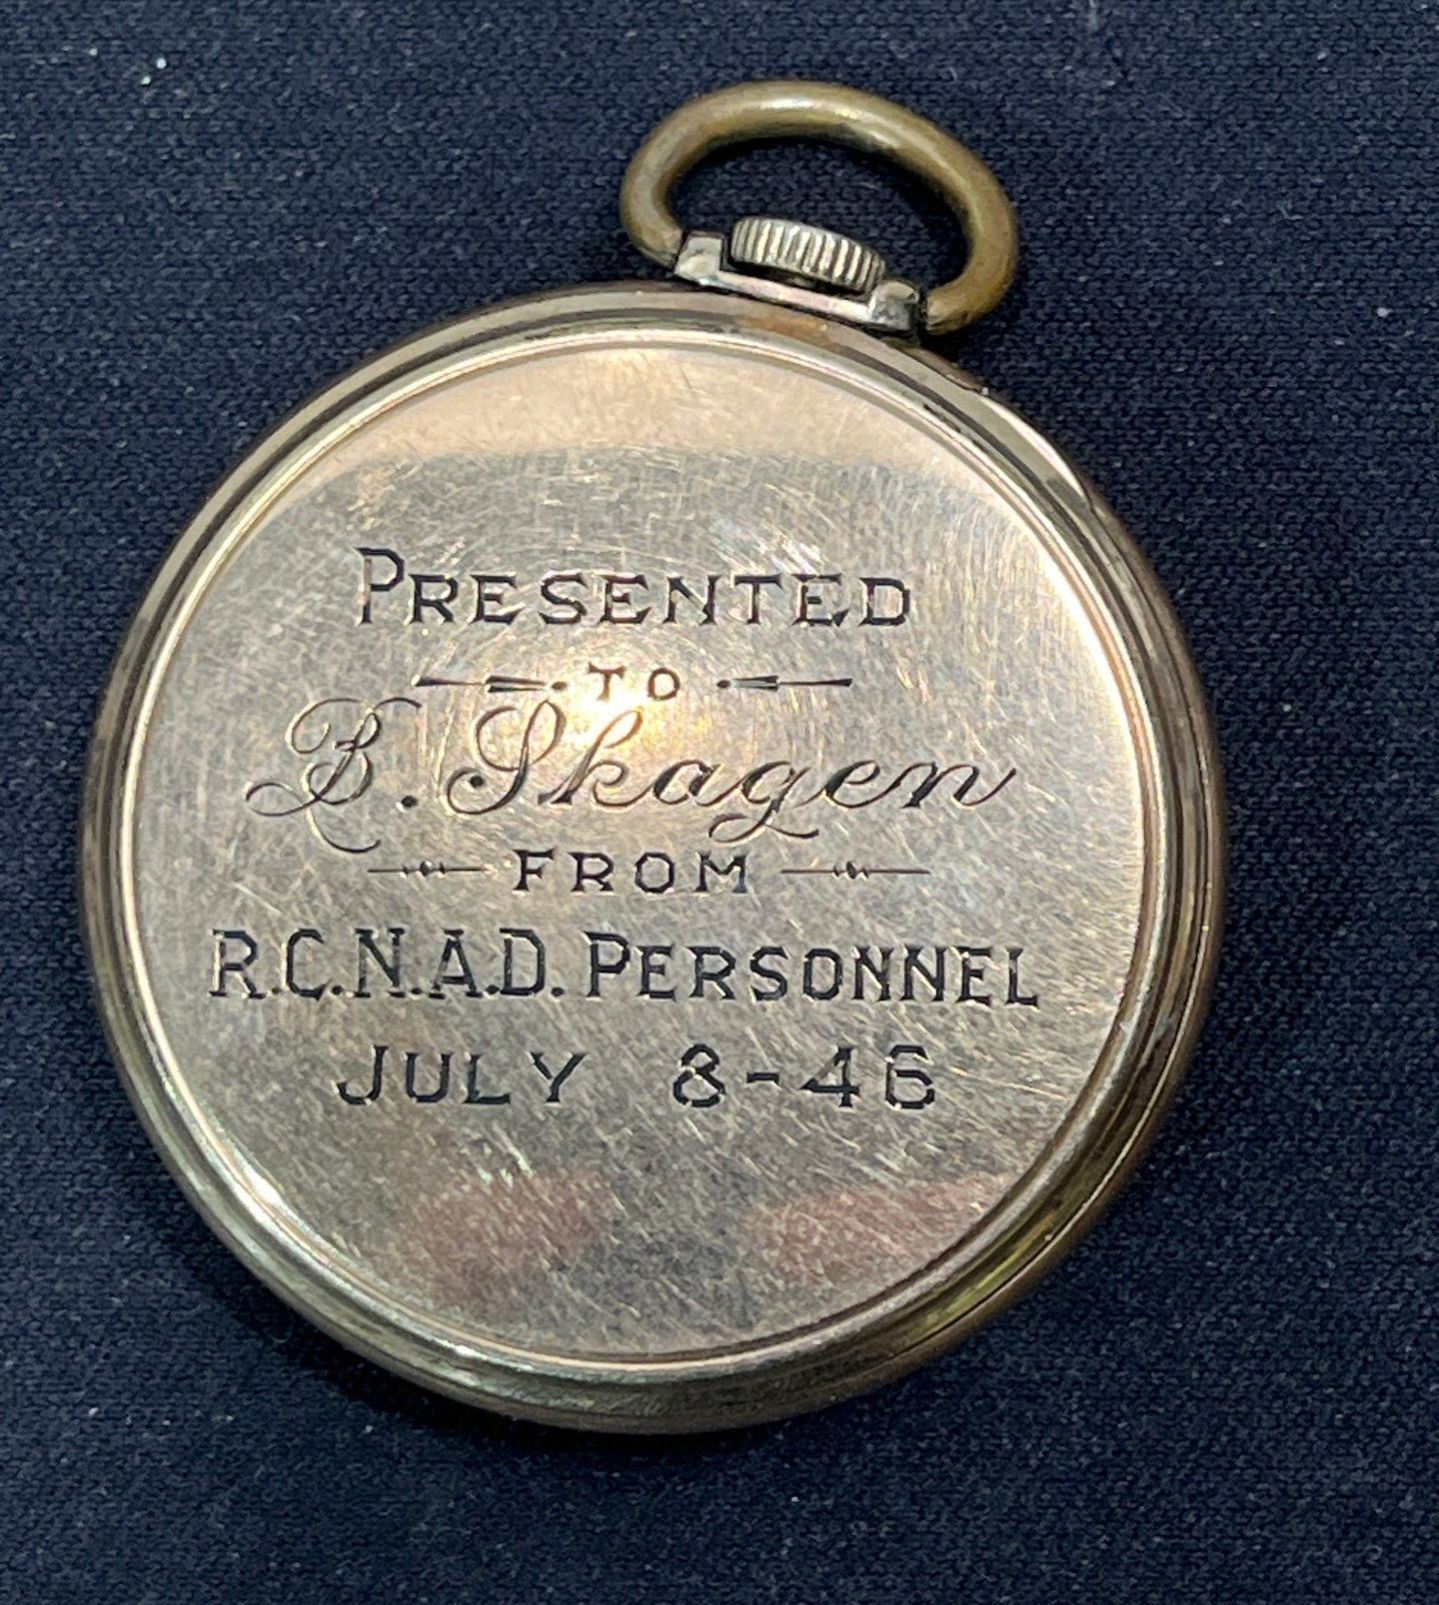 PRESENTED
TO
B. Skagen
FROM
R.C.N.A.D. PERSONNEL
JULY 8-46